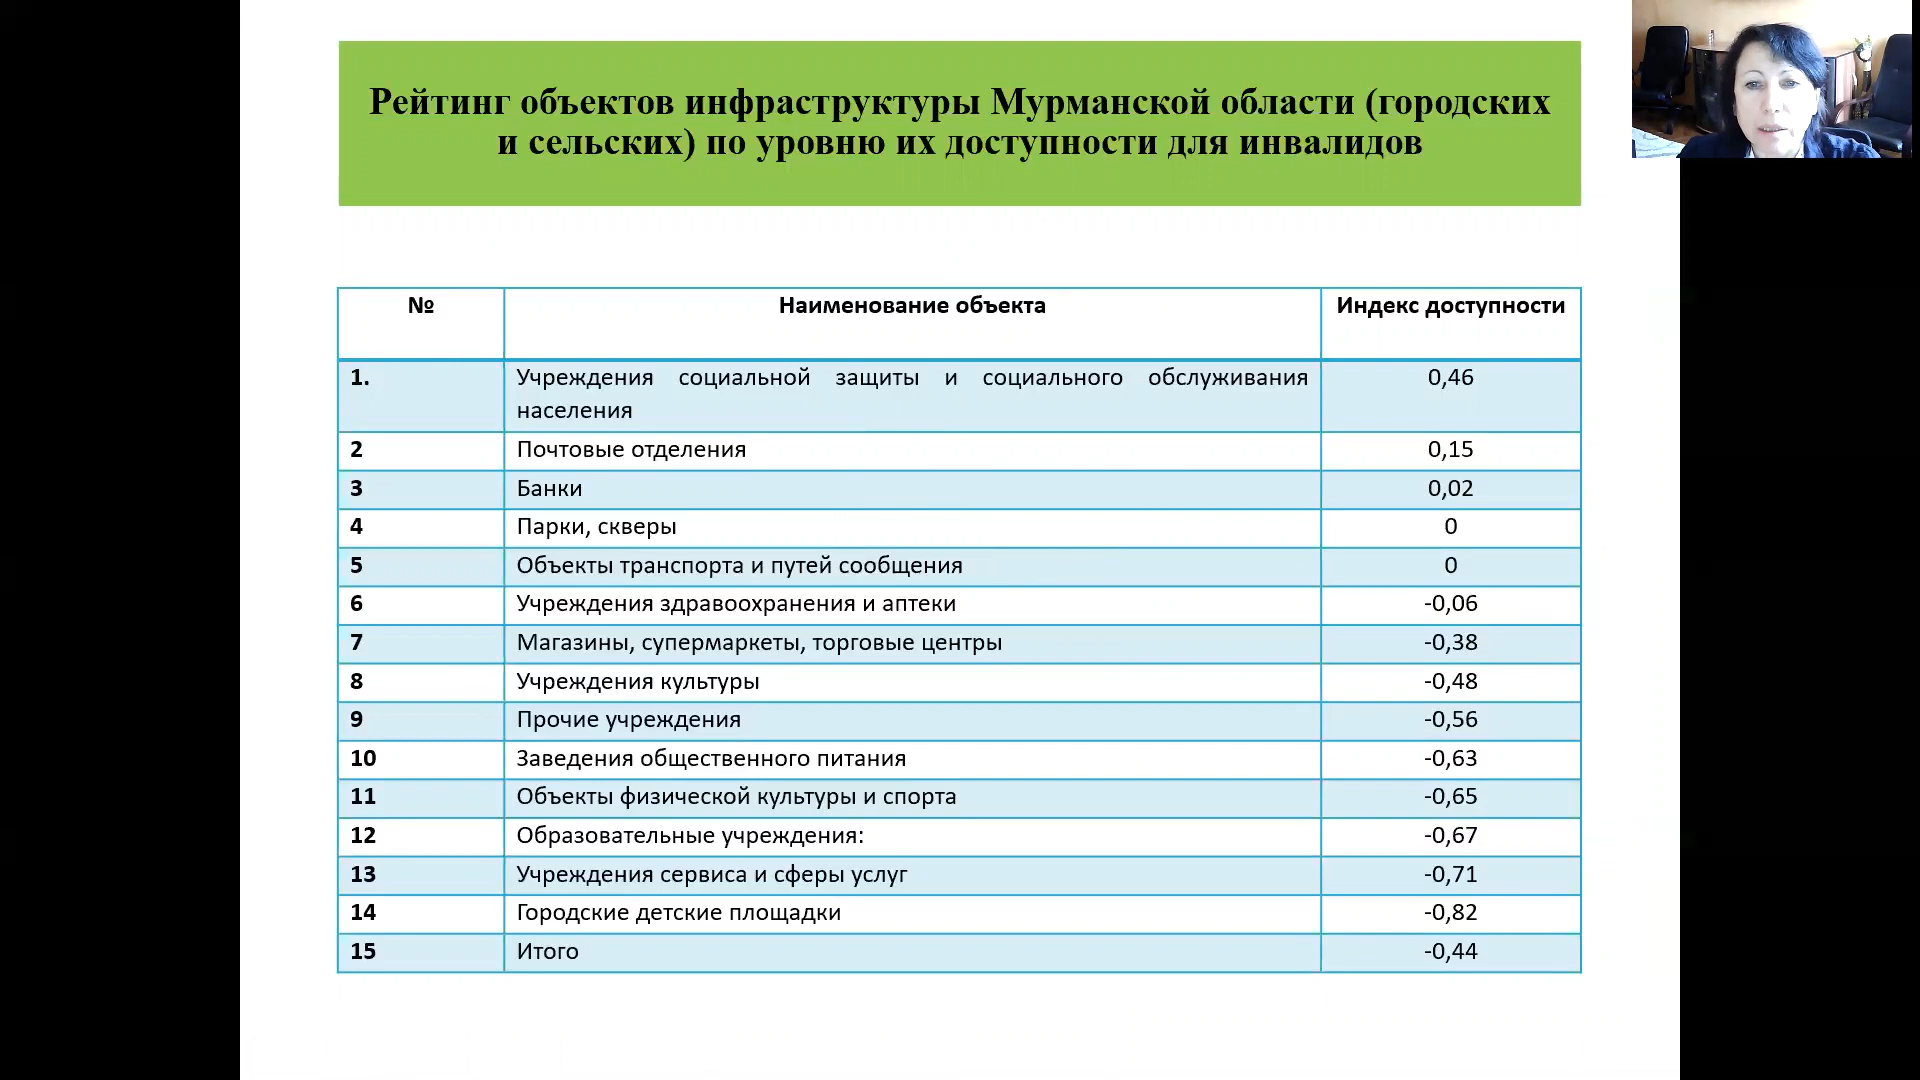 Рейтинг объектов инфраструктуры Мурманской области (городских
и сельских) по уровню их доступности для инвалидов
№ Наименование объекта Индекс доступности
1. Учреждения социальной защиты и социального обслуживания 0,46
населения
2 Почтовые отделения 0,15
3 Банки 0,02
4 Парки, скверы 0
5 Объекты транспорта и путей сообщения 0
6 Учреждения здравоохранения и аптеки -0,06
7 Магазины, супермаркеты, торговые центры -0,38
8 Учреждения культуры -0,48
9 Прочие учреждения -0,56
10 Заведения общественного питания -0,63
11 Объекты физической культуры и спорта -0,65
12 Образовательные учреждения: -0,67
13 Учреждения сервиса и сферы услуг -0,71
14 Городские детские площадки -0,82
15 Итого -0,44